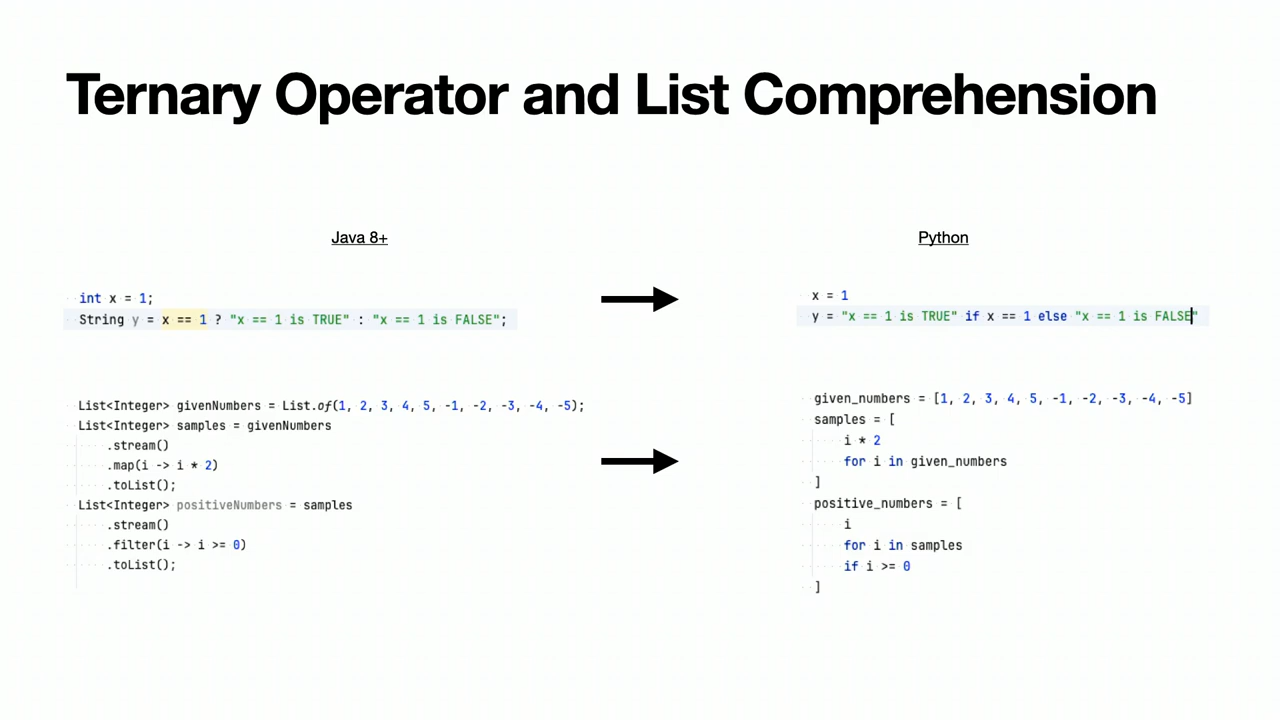 Ternary Operator and List Comprehension
Java 8+
int x = 1;
String y = x == 1 ? "x == 1 is TRUE" : "x == 1 is FALSE";
List<Integer> givenNumbers = List.of(1, 2, 3, 4, 5, -1, -2, -3, -4, -5);
List<Integer> samples = givenNumbers
.stream()
.map(i -> i * 2)
.toList();
List<Integer> positiveNumbers = samples
.stream()
.filter(i -> i >= 0)
.toList();
Python
x = 1
y = "x == 1 is TRUE" if x == 1 else "x == 1 is FALSE"
given_numbers = [1, 2, 3, 4, 5, -1, -2, -3, -4, -5]
samples = [
i * 2
for i in given_numbers
]
positive_numbers = [
i
for i in samples
if i >= 0
]